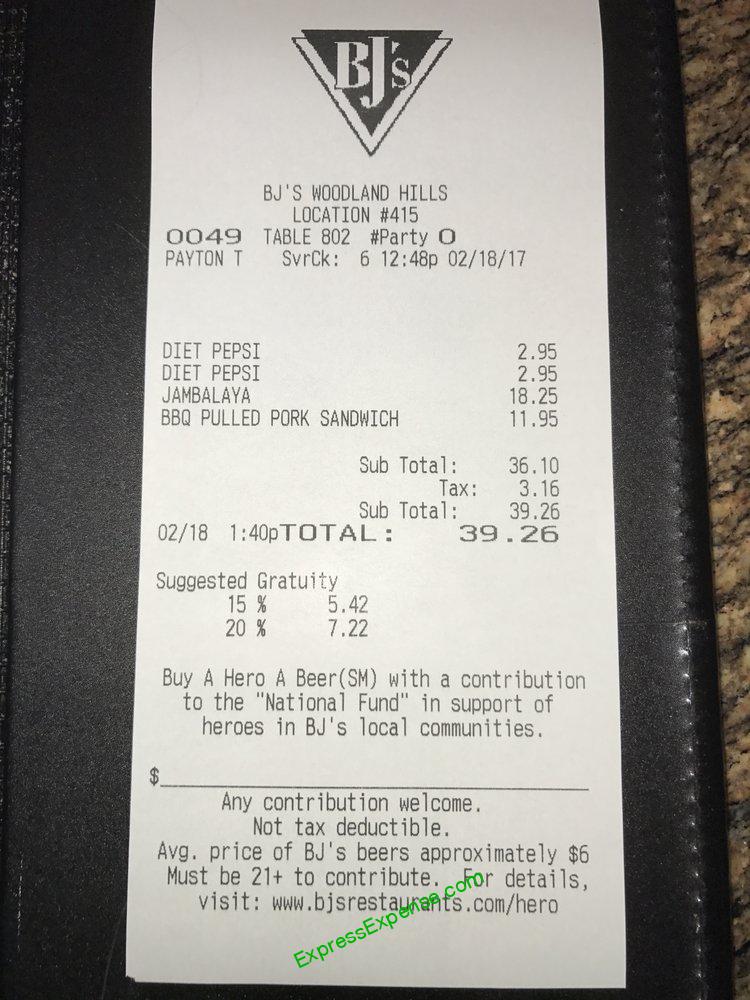 BJ's
BJ'S WOODLAND HILLS
LOCATION #415
0049 TABLE 802 #Party 0
PAYTON T SvrCk: 6 12:48p 02/18/17
DIET PEPSI 2.95
DIET PEPSI 2.95
JAMBALAYA 18.25
BBQ PULLED PORK SANDWICH 11.95
Sub Total: 36.10
Tax: 3.16
Sub Total: 39.26
02/18 1:40pTOTAL: 39.26
Suggested Gratuity
15 % 5.42
20 % 7.22
Buy A Hero A Beer(SM) with a contribution
to the "National Fund" in support of
heroes in BJ's local communities.
$
Any contribution welcome.
Not tax deductible.
Avg. price of BJ's beers approximately $6
Must be 21+ to contribute. For details,
visit: www.bjsrestaurants.com/hero
ExpressExpense.com